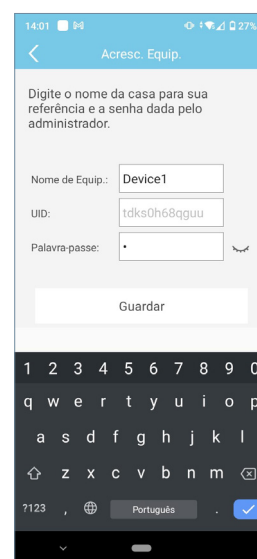 14:01 27%
Acresc. Equip.
Digite o nome da casa para sua
referência e a senha dada pelo
administrador.
Nome de Equip.: Device1
UID: tdks0h68qguu
Palavra-passe: •
Guardar
1 2 3 4 5 6 7 8 9 0
q w e r t y u i o p
a s d f g h j k l
z x c v b n m
?123 , Português .